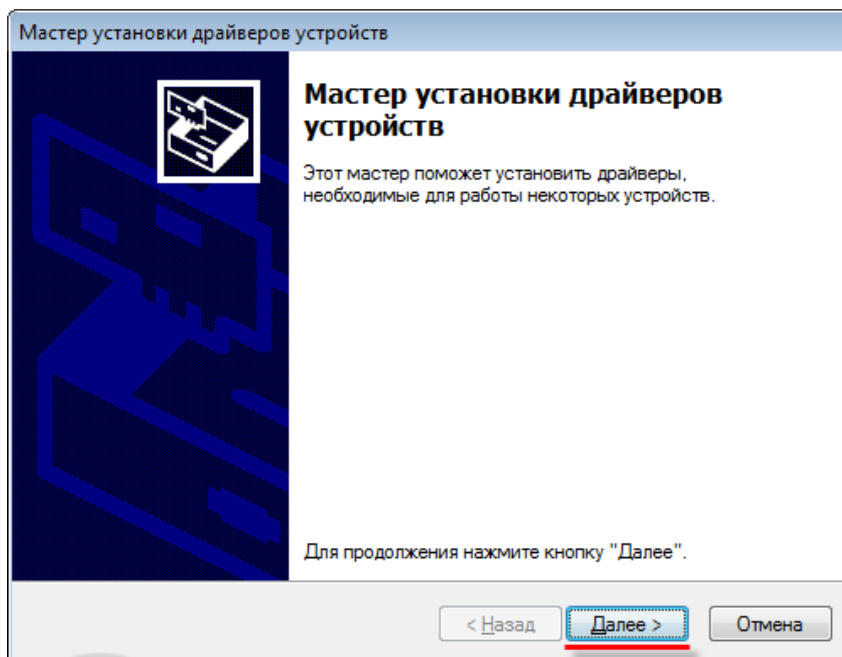 Мастер установки драйверов устройств
Мастер установки драйверов
устройств
Этот мастер поможет установить драйверы,
необходимые для работы некоторых устройств.
Для продолжения нажмите кнопку "Далее".
< Назад
Далее >
Отмена